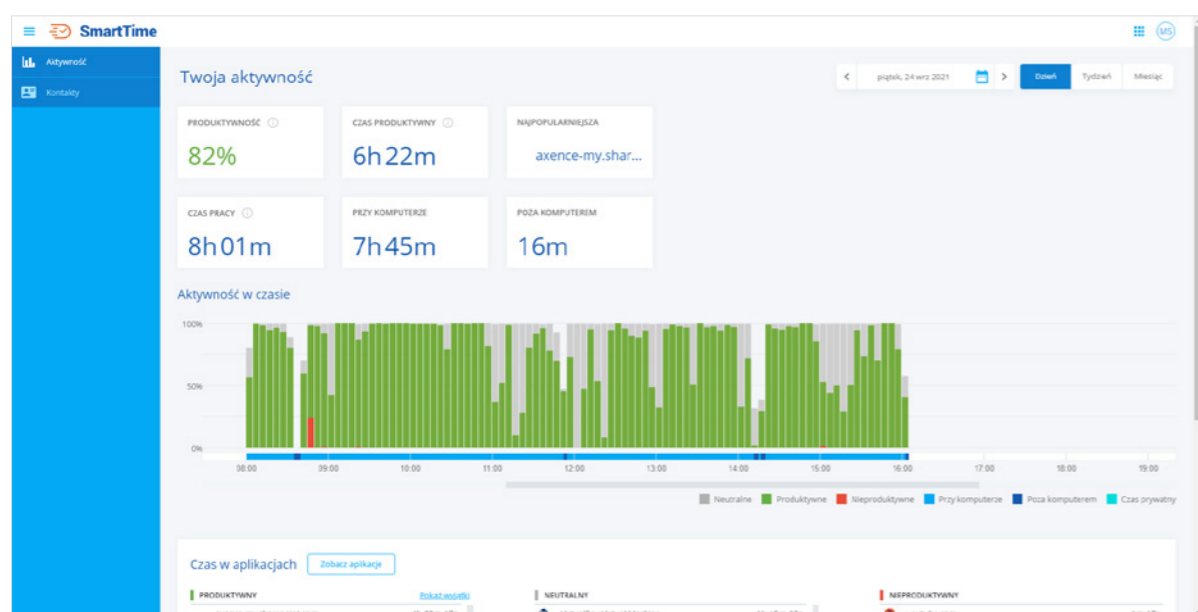 SmartTime
MS
Aktywność
Kontakty
Twoja aktywność
piątek, 24 wrz 2021
Dzień Tydzień Miesiąc
PRODUKTYWNOŚĆ CZAS PRODUKTYWNY NAJPOPULARNIEJSZA
82% 6h 22m axence-my.shar...
CZAS PRACY PRZY KOMPUTERZE POZA KOMPUTEREM
8h 01m 7h 45m 16m
Aktywność w czasie
100%
50%
0%
08:00 09:00 10:00 11:00 12:00 13:00 14:00 15:00 16:00 17:00 18:00 19:00
Neutralne Produktywne Nieproduktywne Przy komputerze Poza komputerem Czas prywatny
Czas w aplikacjach Zobacz aplikacje
PRODUKTYWNY Pokaż wyjątki NEUTRALNY NIEPRODUKTYWNY